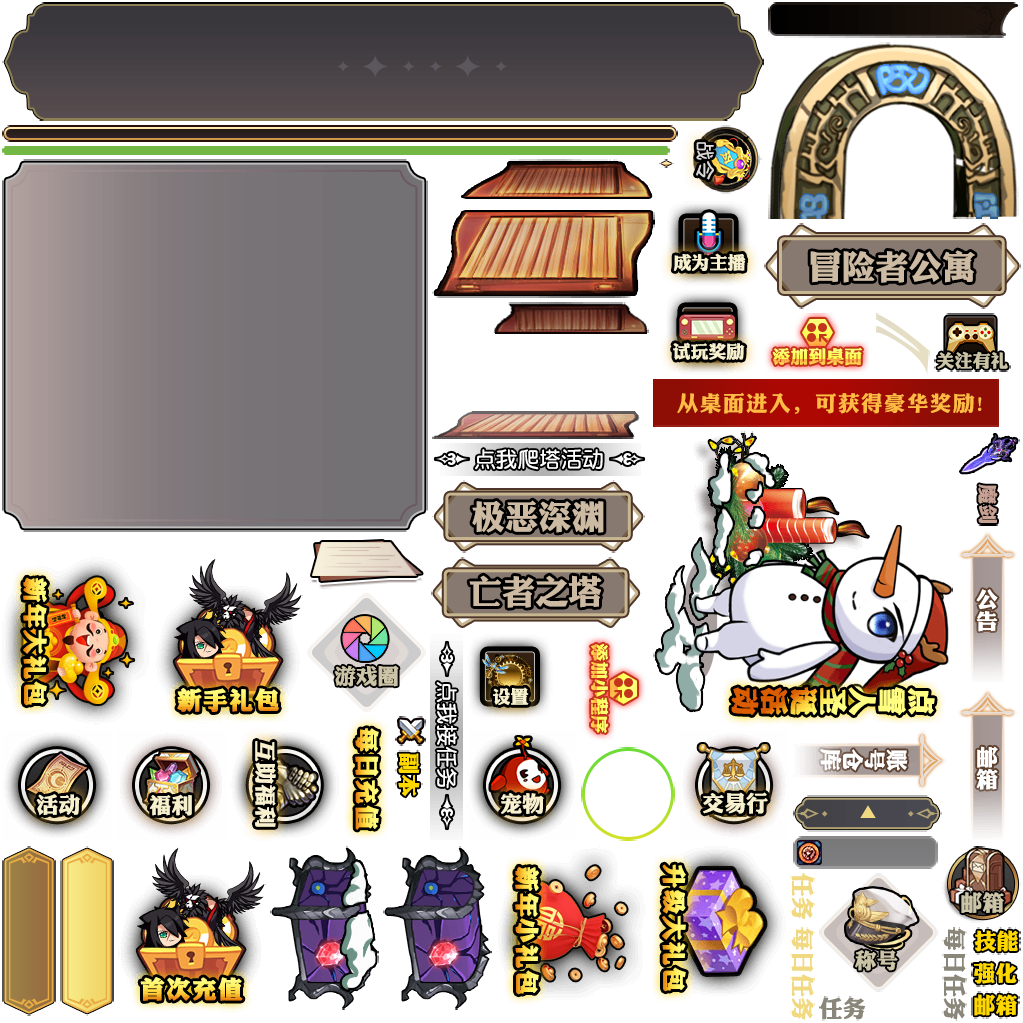 战令
成为主播
冒险者公寓
试玩奖励
添加到桌面
关注有礼
从桌面进入，可获得豪华奖励!
点我爬塔活动
极恶深渊
魔剑
亡者之塔
公告
新年大礼包
新手礼包
游戏圈
点我接任务
设置
添加小程序
点雪人圣诞活动
活动
福利
互助福利
每日充值
副本
宠物
交易行
账号仓库
邮箱
首次充值
新年小礼包
升级大礼包
任务
每日任务
称号
任务
邮箱
每日任务
技能
强化
邮箱